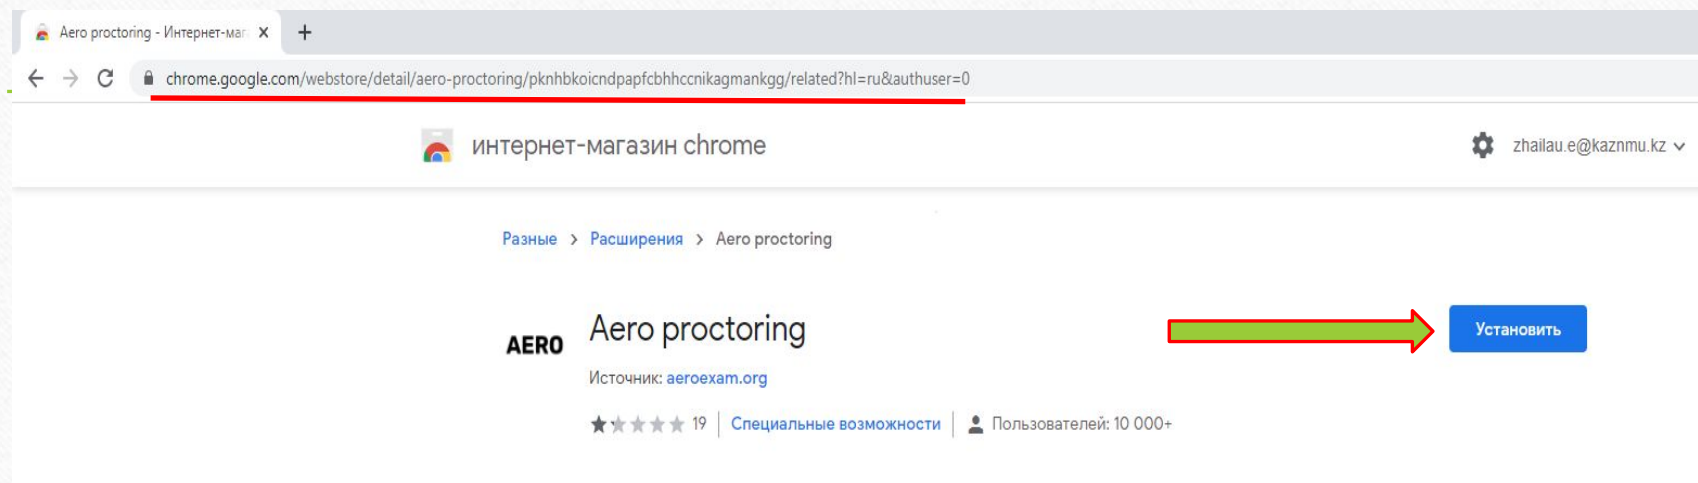 Aero proctoring - Интернет-маг
chrome.google.com/webstore/detail/aero-proctoring/pknhbkoicndpapfcbhhccnikagmankgg/related?hl=ru&authuser=0
интернет-магазин chrome
zhailau.e@kaznmu.kz
Разные > Расширения > Aero proctoring
AERO
Aero proctoring
Установить
Источник: aeroexam.org
19 | Специальные возможности | Пользователей: 10 000+